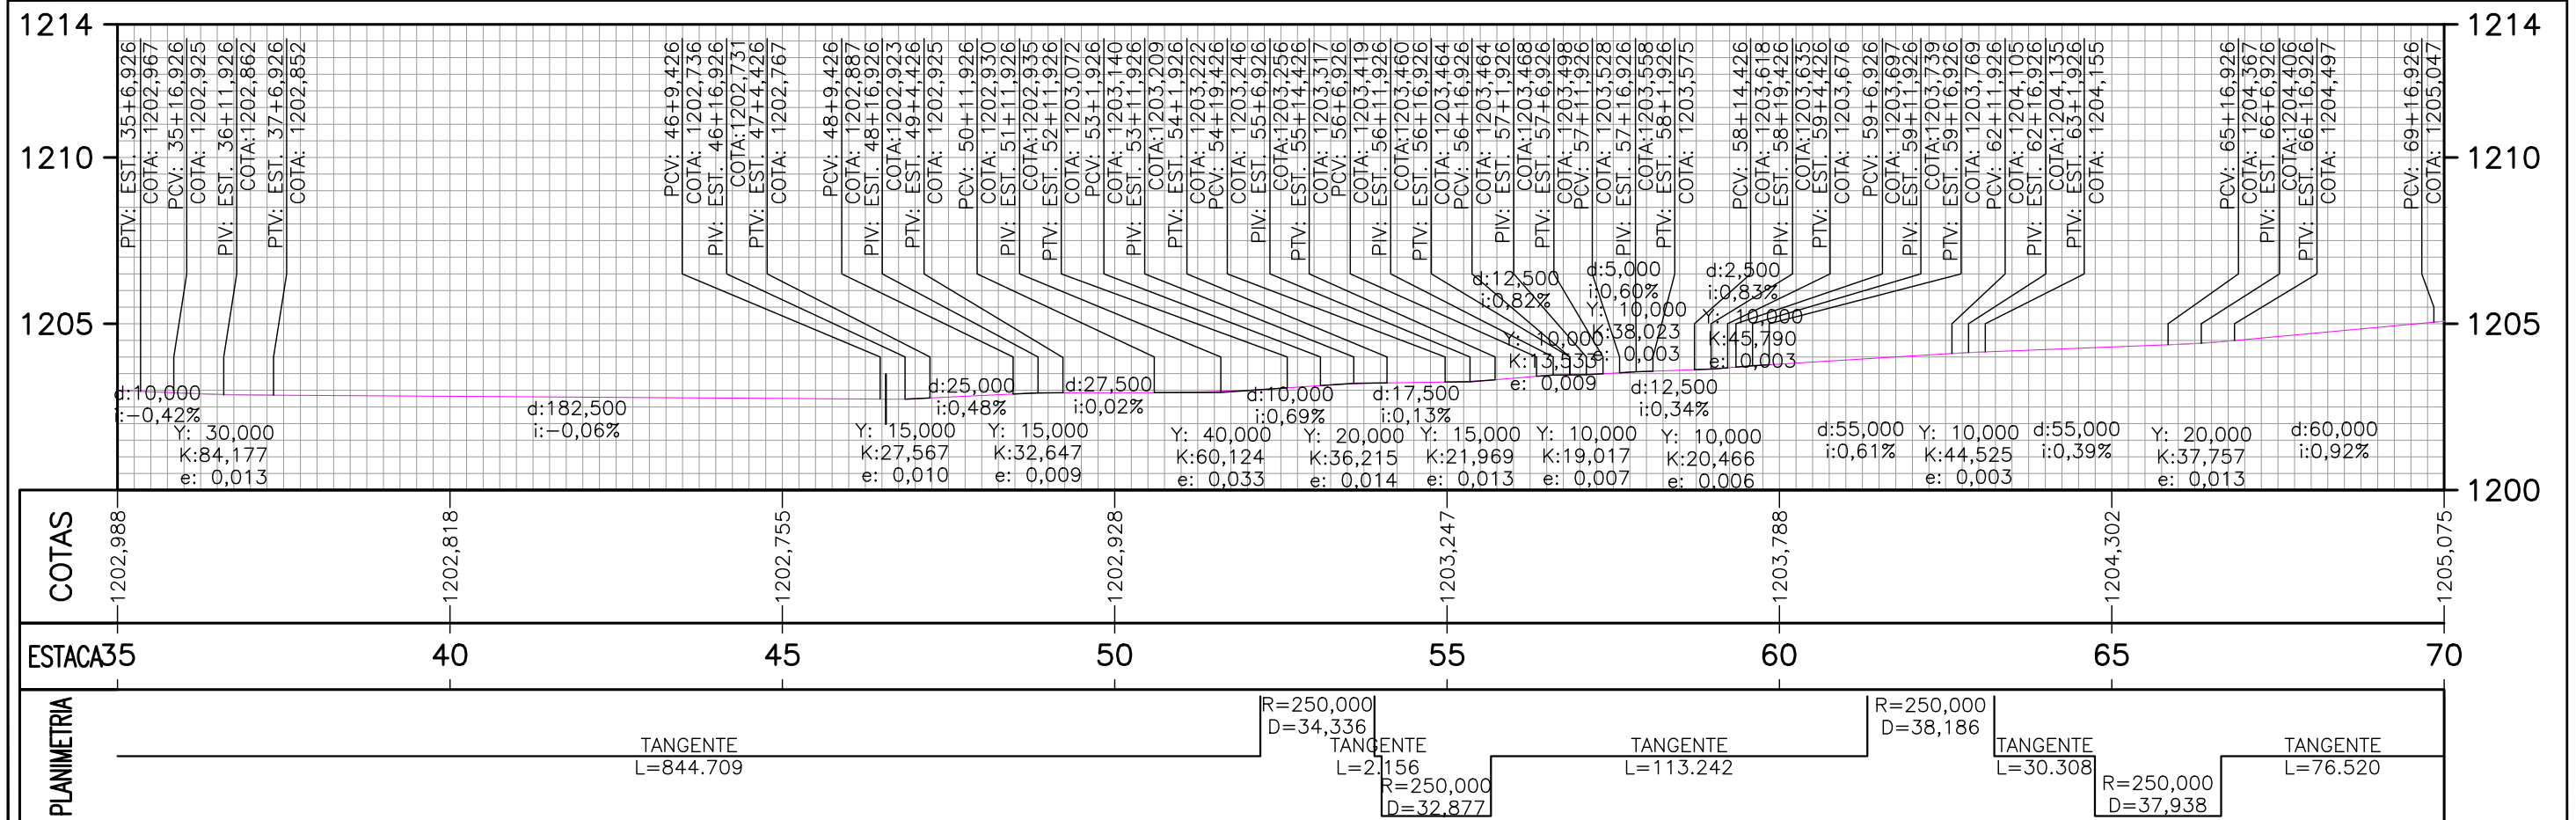 1214
1214
1210
1210
1205
1205
1200
1200
PTV: EST. 35+6,926
COTA: 1202,967
PCV: 35+16,926
COTA: 1202,925
PIV: EST. 36+11,926
COTA:1202,862
PTV: EST. 37+6,926
COTA: 1202,852
PCV: 46+9,426
COTA: 1202,736
PIV: EST. 46+16,926
COTA:1202,731
PTV: EST. 47+4,426
COTA: 1202,767
PCV: 48+9,426
COTA: 1202,887
PIV: EST. 48+16,926
COTA:1202,923
PTV: EST. 49+4,426
COTA: 1202,925
PCV: 50+11,926
COTA: 1202,930
PIV: EST. 51+11,926
COTA:1202,935
PTV: EST. 52+11,926
COTA: 1203,072
PCV: 53+1,926
COTA: 1203,140
PIV: EST. 53+11,926
COTA:1203,209
PTV: EST. 54+1,926
COTA: 1203,222
PCV: 54+19,426
COTA: 1203,246
PIV: EST. 55+6,926
COTA:1203,256
PTV: EST. 55+14,426
COTA: 1203,317
PCV: 56+6,926
COTA: 1203,419
PIV: EST. 56+11,926
COTA:1203,460
PTV: EST. 56+16,926
COTA: 1203,464
PCV: 56+16,926
COTA: 1203,464
PIV: EST. 57+1,926
COTA:1203,468
PTV: EST. 57+6,926
COTA: 1203,498
PCV: 57+11,926
COTA: 1203,528
PIV: EST. 57+16,926
COTA:1203,558
PTV: EST. 58+1,926
COTA: 1203,575
PCV: 58+14,426
COTA: 1203,618
PIV: EST. 58+19,426
COTA:1203,635
PTV: EST. 59+4,426
COTA: 1203,676
PCV: 59+6,926
COTA: 1203,697
PIV: EST. 59+11,926
COTA:1203,739
PTV: EST. 59+16,926
COTA: 1203,769
PCV: 62+11,926
COTA: 1204,105
PIV: EST. 62+16,926
COTA:1204,135
PTV: EST. 63+1,926
COTA: 1204,155
PCV: 65+16,926
COTA: 1204,367
PIV: EST. 66+6,926
COTA:1204,406
PTV: EST. 66+16,926
COTA: 1204,497
PCV: 69+16,926
COTA: 1205,047
d:12,500
i:0,82%
d:5,000
i:0,60%
d:2,500
i:0,83%
Y: 10,000
K:13,533
e: 0,009
Y: 10,000
K:38,023
e: 0,003
Y: 10,000
K:45,790
e: 0,003
d:10,000
i:-0,42%
Y: 30,000
K:84,177
e: 0,013
d:182,500
i:-0,06%
Y: 15,000
K:27,567
e: 0,010
d:25,000
i:0,48%
Y: 15,000
K:32,647
e: 0,009
d:27,500
i:0,02%
Y: 40,000
K:60,124
e: 0,033
d:10,000
i:0,69%
Y: 20,000
K:36,215
e: 0,014
d:17,500
i:0,13%
Y: 15,000
K:21,969
e: 0,013
Y: 10,000
K:19,017
e: 0,007
d:12,500
i:0,34%
Y: 10,000
K:20,466
e: 0,006
d:55,000
i:0,61%
Y: 10,000
K:44,525
e: 0,003
d:55,000
i:0,39%
Y: 20,000
K:37,757
e: 0,013
d:60,000
i:0,92%
COTAS
1202,988
1202,818
1202,755
1202,928
1203,247
1203,788
1204,302
1205,075
ESTACA 35 40 45 50 55 60 65 70
PLANIMETRIA
TANGENTE
L=844.709
R=250,000
D=34,336
TANGENTE
L=2.156
R=250,000
D=32,877
TANGENTE
L=113.242
R=250,000
D=38,186
TANGENTE
L=30.308
R=250,000
D=37,938
TANGENTE
L=76.520